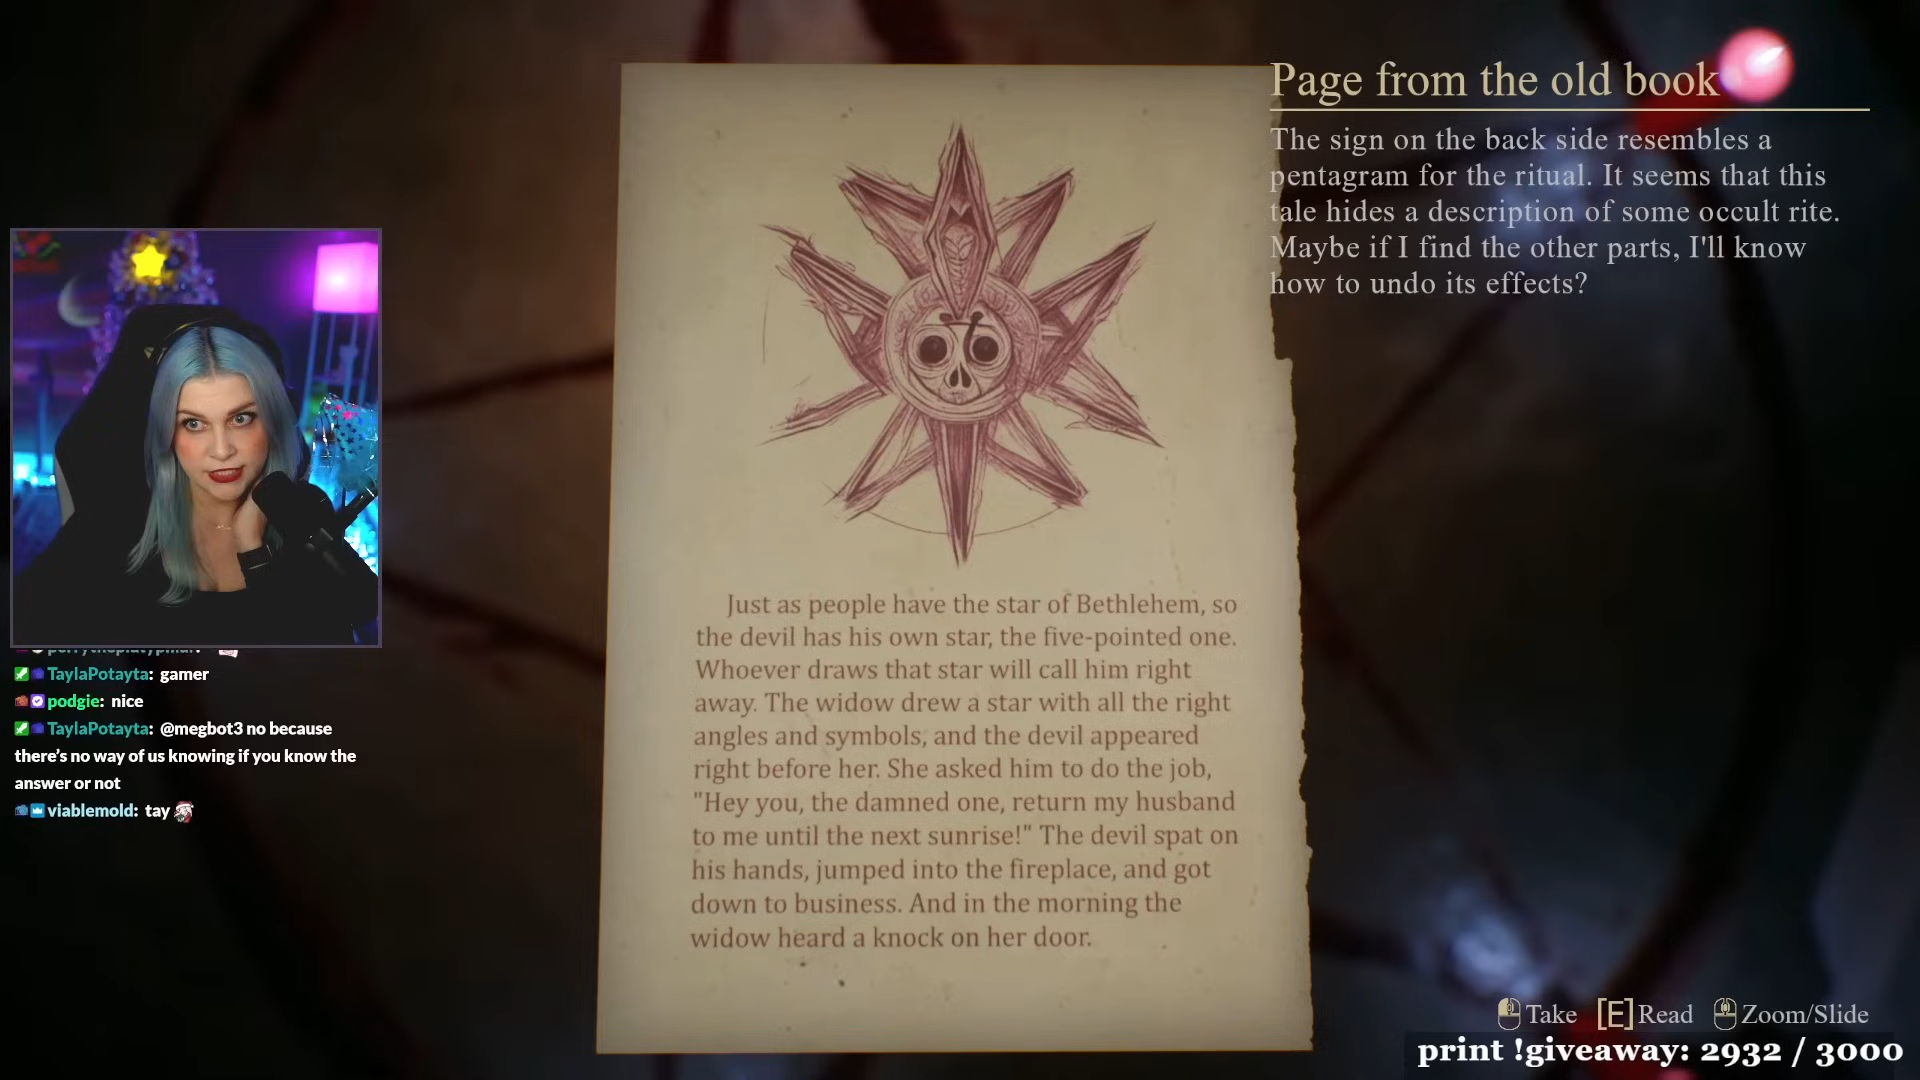 Page from the old book
The sign on the back side resembles a
pentagram for the ritual. It seems that this
tale hides a description of some occult rite.
Maybe if I find the other parts, I'll know
how to undo its effects?
Just as people have the star of Bethlehem, so
the devil has his own star, the five-pointed one.
Whoever draws that star will call him right
away. The widow drew a star with all the right
angles and symbols, and the devil appeared
right before her. She asked him to do the job,
"Hey you, the damned one, return my husband
to me until the next sunrise!" The devil spat on
his hands, jumped into the fireplace, and got
down to business. And in the morning the
widow heard a knock on her door.
TaylaPotayta: gamer
podgie: nice
TaylaPotayta: @megbot3 no because
there's no way of us knowing if you know the
answer or not
viablemold: tay
Take [E] Read Zoom/Slide
print !giveaway: 2932 / 3000